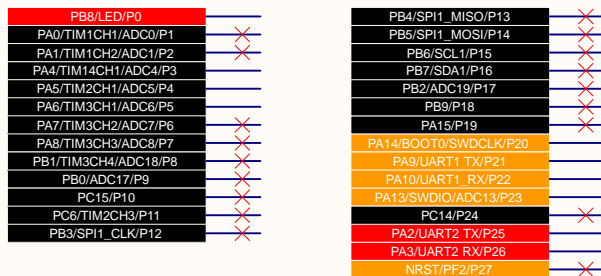 PB8/LED/P0
PA0/TIM1CH1/ADC0/P1
PA1/TIM1CH2/ADC1/P2
PA4/TIM14CH1/ADC4/P3
PA5/TIM2CH1/ADC5/P4
PA6/TIM3CH1/ADC6/P5
PA7/TIM3CH2/ADC7/P6
PA8/TIM3CH3/ADC8/P7
PB1/TIM3CH4/ADC18/P8
PB0/ADC17/P9
PC15/P10
PC6/TIM2CH3/P11
PB3/SPI1_CLK/P12
PB4/SPI1_MISO/P13
PB5/SPI1_MOSI/P14
PB6/SCL1/P15
PB7/SDA1/P16
PB2/ADC19/P17
PB9/P18
PA15/P19
PA14/BOOT0/SWDCLK/P20
PA9/UART1 TX/P21
PA10/UART1_RX/P22
PA13/SWDIO/ADC13/P23
PC14/P24
PA2/UART2 TX/P25
PA3/UART2 RX/P26
NRST/PF2/P27